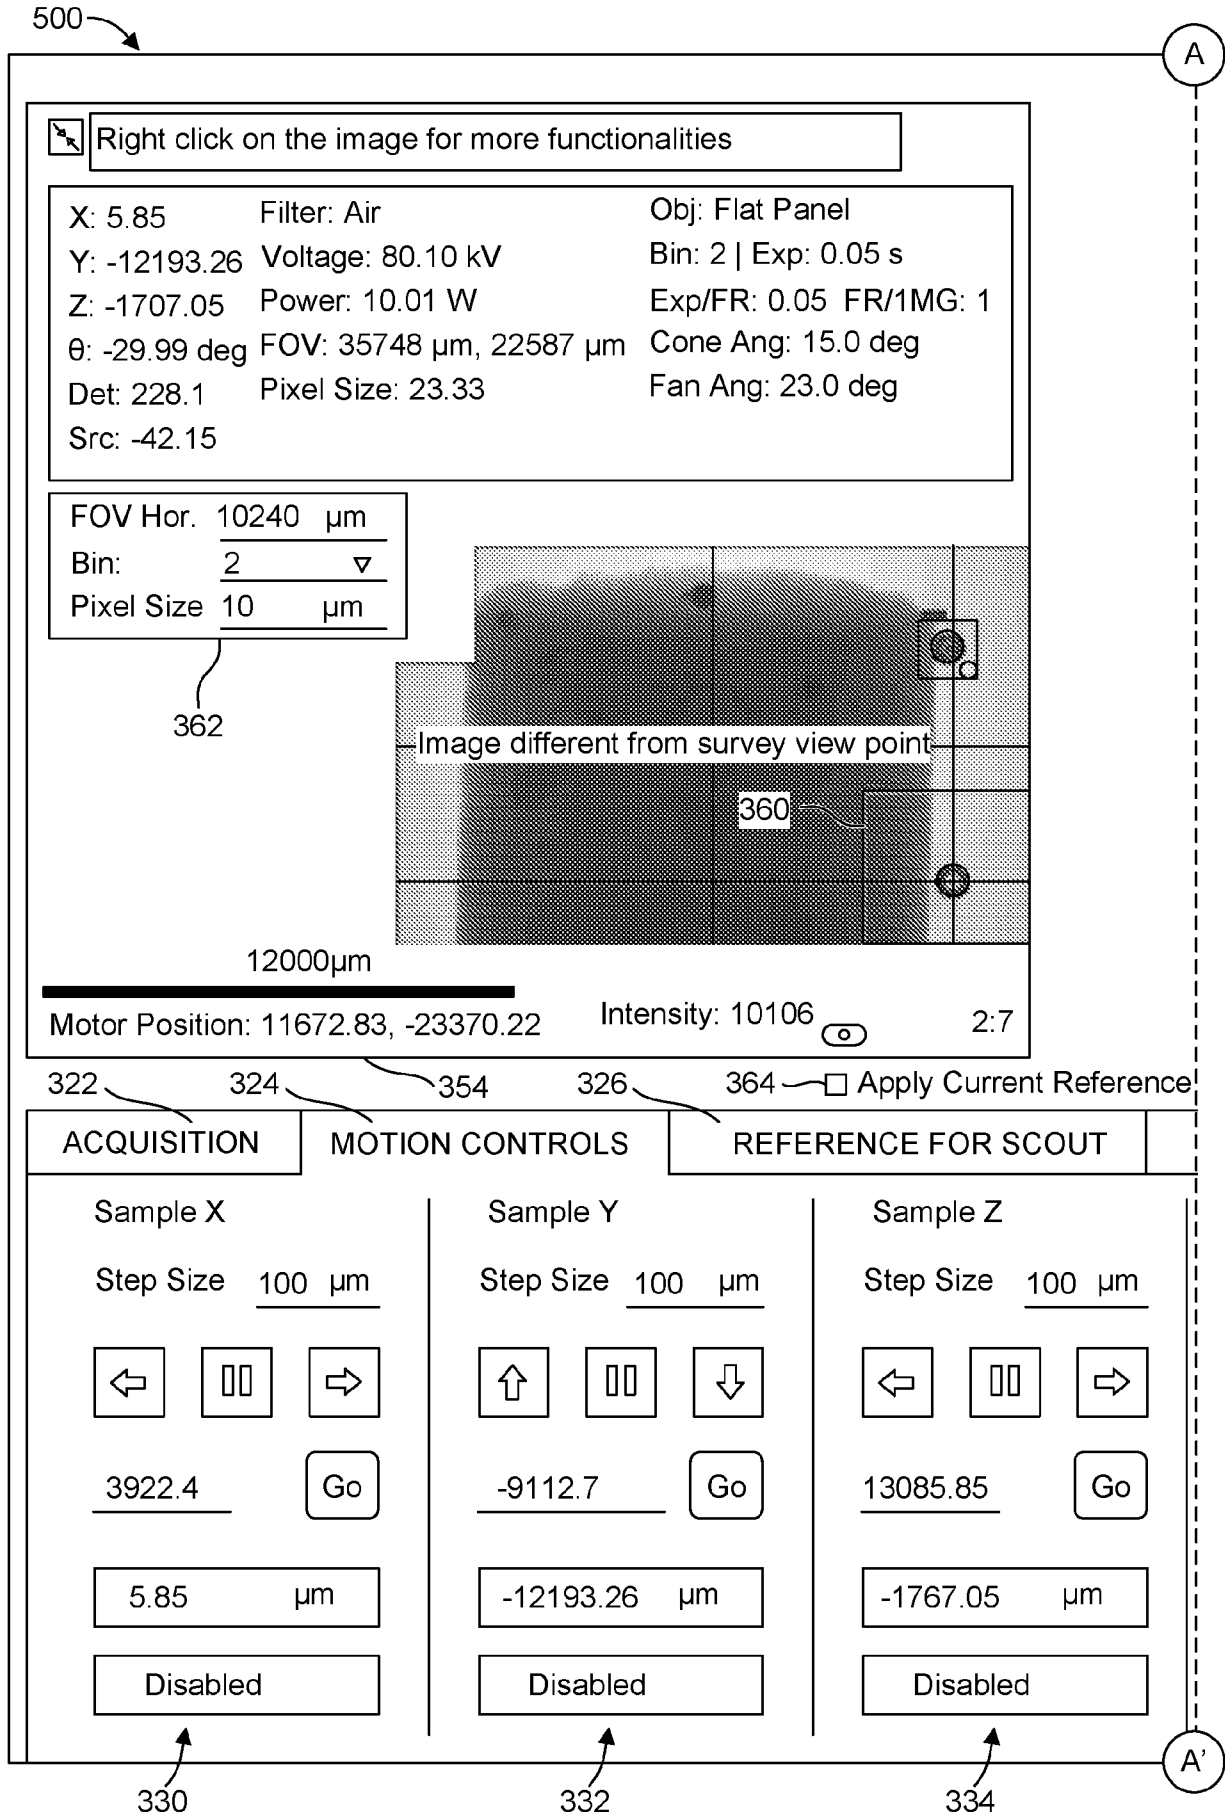 500
A
Right click on the image for more functionalities
X: 5.85 Filter: Air Obj: Flat Panel
Y: -12193.26 Voltage: 80.10 kV Bin: 2 | Exp: 0.05 s
Z: -1707.05 Power: 10.01 W Exp/FR: 0.05 FR/1MG: 1
θ: -29.99 deg FOV: 35748 µm, 22587 µm Cone Ang: 15.0 deg
Det: 228.1 Pixel Size: 23.33 Fan Ang: 23.0 deg
Src: -42.15
FOV Hor. 10240 µm
Bin: 2
Pixel Size 10 µm
362
Image different from survey view point
360
12000µm
Motor Position: 11672.83, -23370.22 Intensity: 10106 2:7
322 324 354 326 364 Apply Current Reference
ACQUISITION MOTION CONTROLS REFERENCE FOR SCOUT
Sample X Sample Y Sample Z
Step Size 100 µm Step Size 100 µm Step Size 100 µm
3922.4 Go -9112.7 Go 13085.85 Go
5.85 µm -12193.26 µm -1767.05 µm
Disabled Disabled Disabled
A'
330 332 334